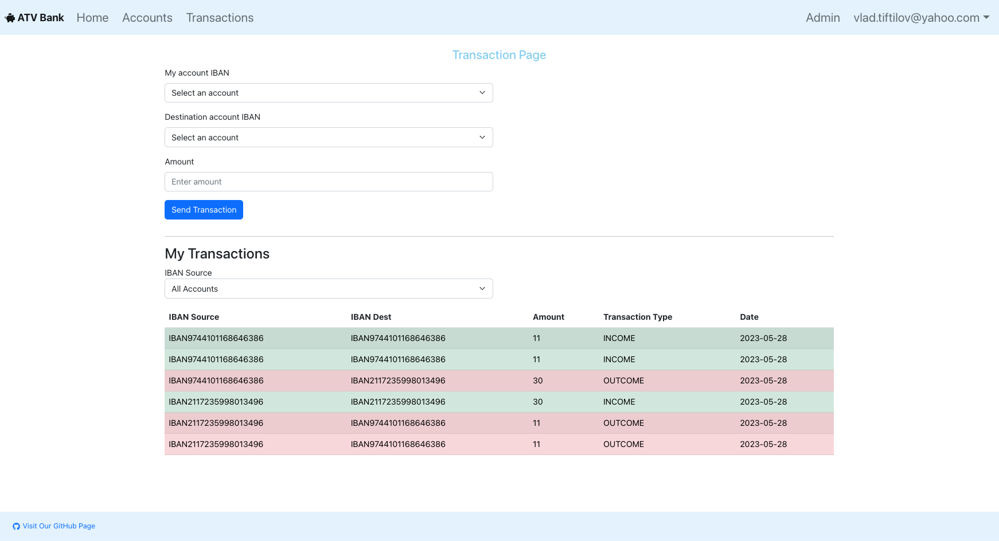 ATV Bank Home Accounts Transactions Admin vlad.tiftilov@yahoo.com
Transaction Page
My account IBAN
Select an account
Destination account IBAN
Select an account
Amount
Enter amount
Send Transaction
My Transactions
IBAN Source
All Accounts
IBAN Source IBAN Dest Amount Transaction Type Date
IBAN9744101168646386 IBAN9744101168646386 11 INCOME 2023-05-28
IBAN9744101168646386 IBAN9744101168646386 11 INCOME 2023-05-28
IBAN9744101168646386 IBAN2117235998013496 30 OUTCOME 2023-05-28
IBAN2117235998013496 IBAN2117235998013496 30 INCOME 2023-05-28
IBAN2117235998013496 IBAN9744101168646386 11 OUTCOME 2023-05-28
IBAN2117235998013496 IBAN9744101168646386 11 OUTCOME 2023-05-28
Visit Our GitHub Page